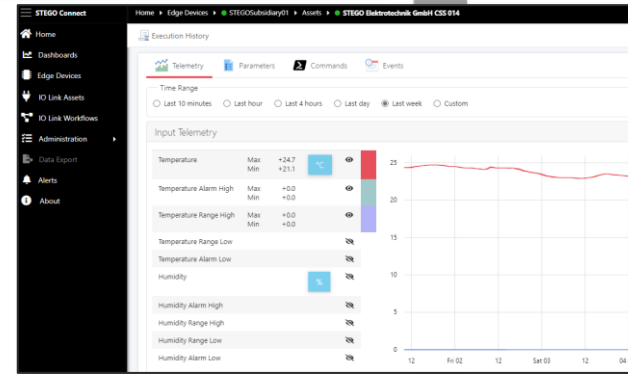 STEGO Connect
Home ▸ Edge Devices ▸ STEGOSubsidiary01 ▸ Assets ▸ STEGO Elektrotechnik GmbH CSS 014
Home
Dashboards
Edge Devices
IO Link Assets
IO Link Workflows
Administration
Data Export
Alerts
About
Execution History
Telemetry Parameters Commands Events
Time Range
Last 10 minutes Last hour Last 4 hours Last day Last week Custom
Input Telemetry
Temperature Max +24.7 °C
Min +21.1
Temperature Alarm High Max +0.0
Min +0.0
Temperature Range High Max +0.0
Min +0.0
Temperature Range Low
Temperature Alarm Low
Humidity %
Humidity Alarm High
Humidity Range High
Humidity Range Low
Humidity Alarm Low
25
20
15
10
5
0
12 Fri 02 12 Sat 03 12 04